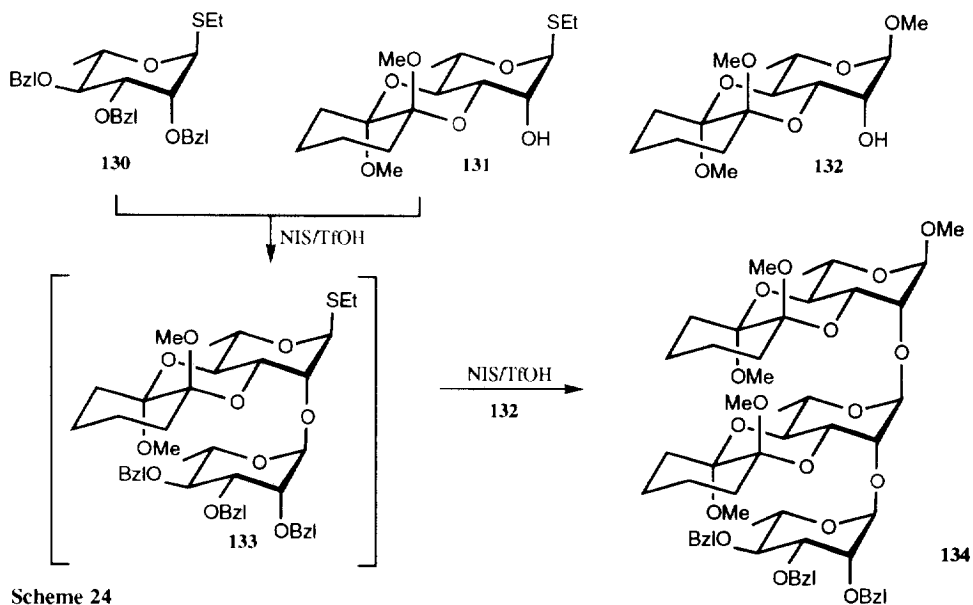 SEt
O
BzlO
OBzl
OBzl
130
SEt
MeO
O
O
O
OH
OMe
131
OMe
MeO
O
O
O
OH
OMe
132
NIS/TfOH
SEt
MeO
O
O
O
O
OMe
O
BzlO
OBzl
OBzl
133
NIS/TfOH
132
OMe
MeO
O
O
O
O
OMe
MeO
O
O
O
O
OMe
O
BzlO
OBzl
OBzl
134
Scheme 24